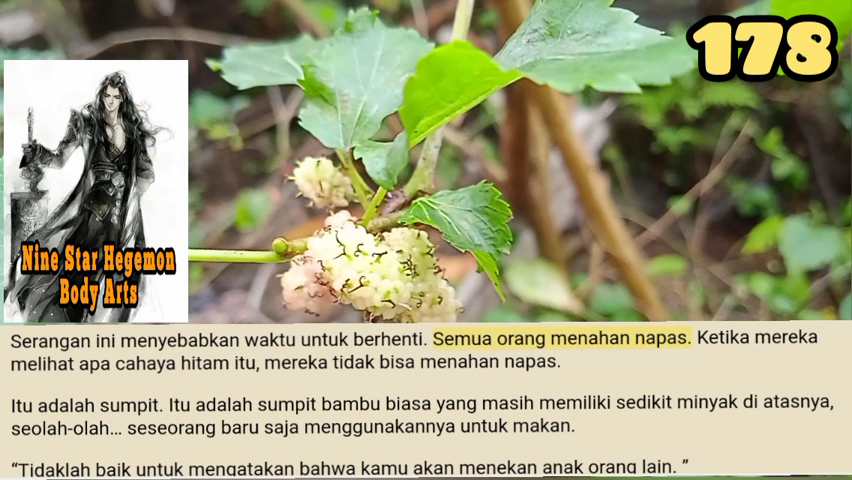 178
Nine Star Hegemon
Body Arts
Serangan ini menyebabkan waktu untuk berhenti. Semua orang menahan napas. Ketika mereka
melihat apa cahaya hitam itu, mereka tidak bisa menahan napas.
Itu adalah sumpit. Itu adalah sumpit bambu biasa yang masih memiliki sedikit minyak di atasnya,
seolah-olah… seseorang baru saja menggunakannya untuk makan.
“Tidaklah baik untuk mengatakan bahwa kamu akan menekan anak orang lain. ”